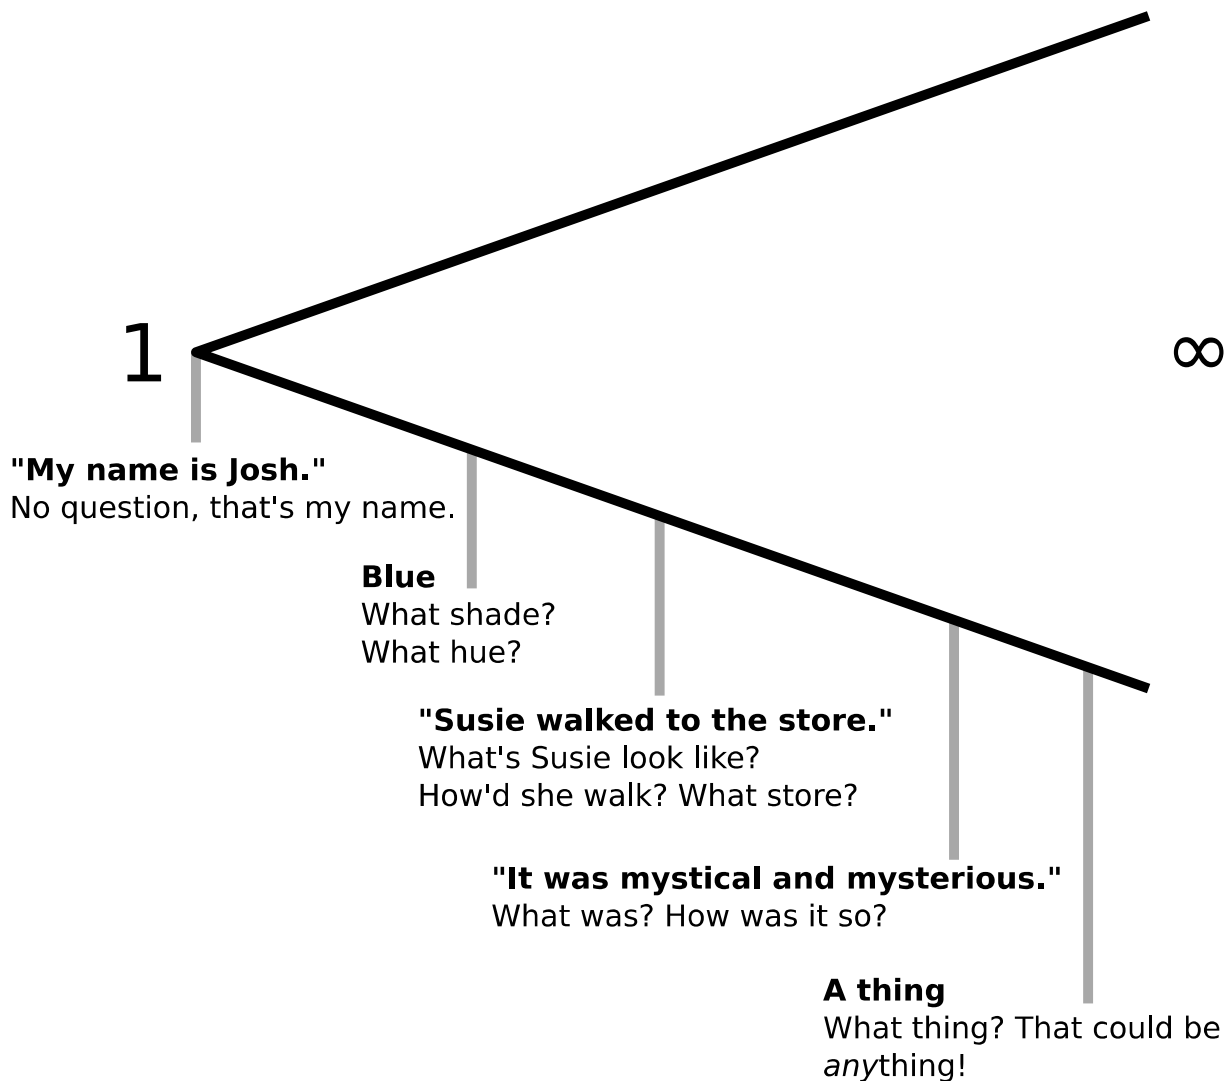 1
∞
"My name is Josh."
No question, that's my name.
Blue
What shade?
What hue?
"Susie walked to the store."
What's Susie look like?
How'd she walk? What store?
"It was mystical and mysterious."
What was? How was it so?
A thing
What thing? That could be
anything!